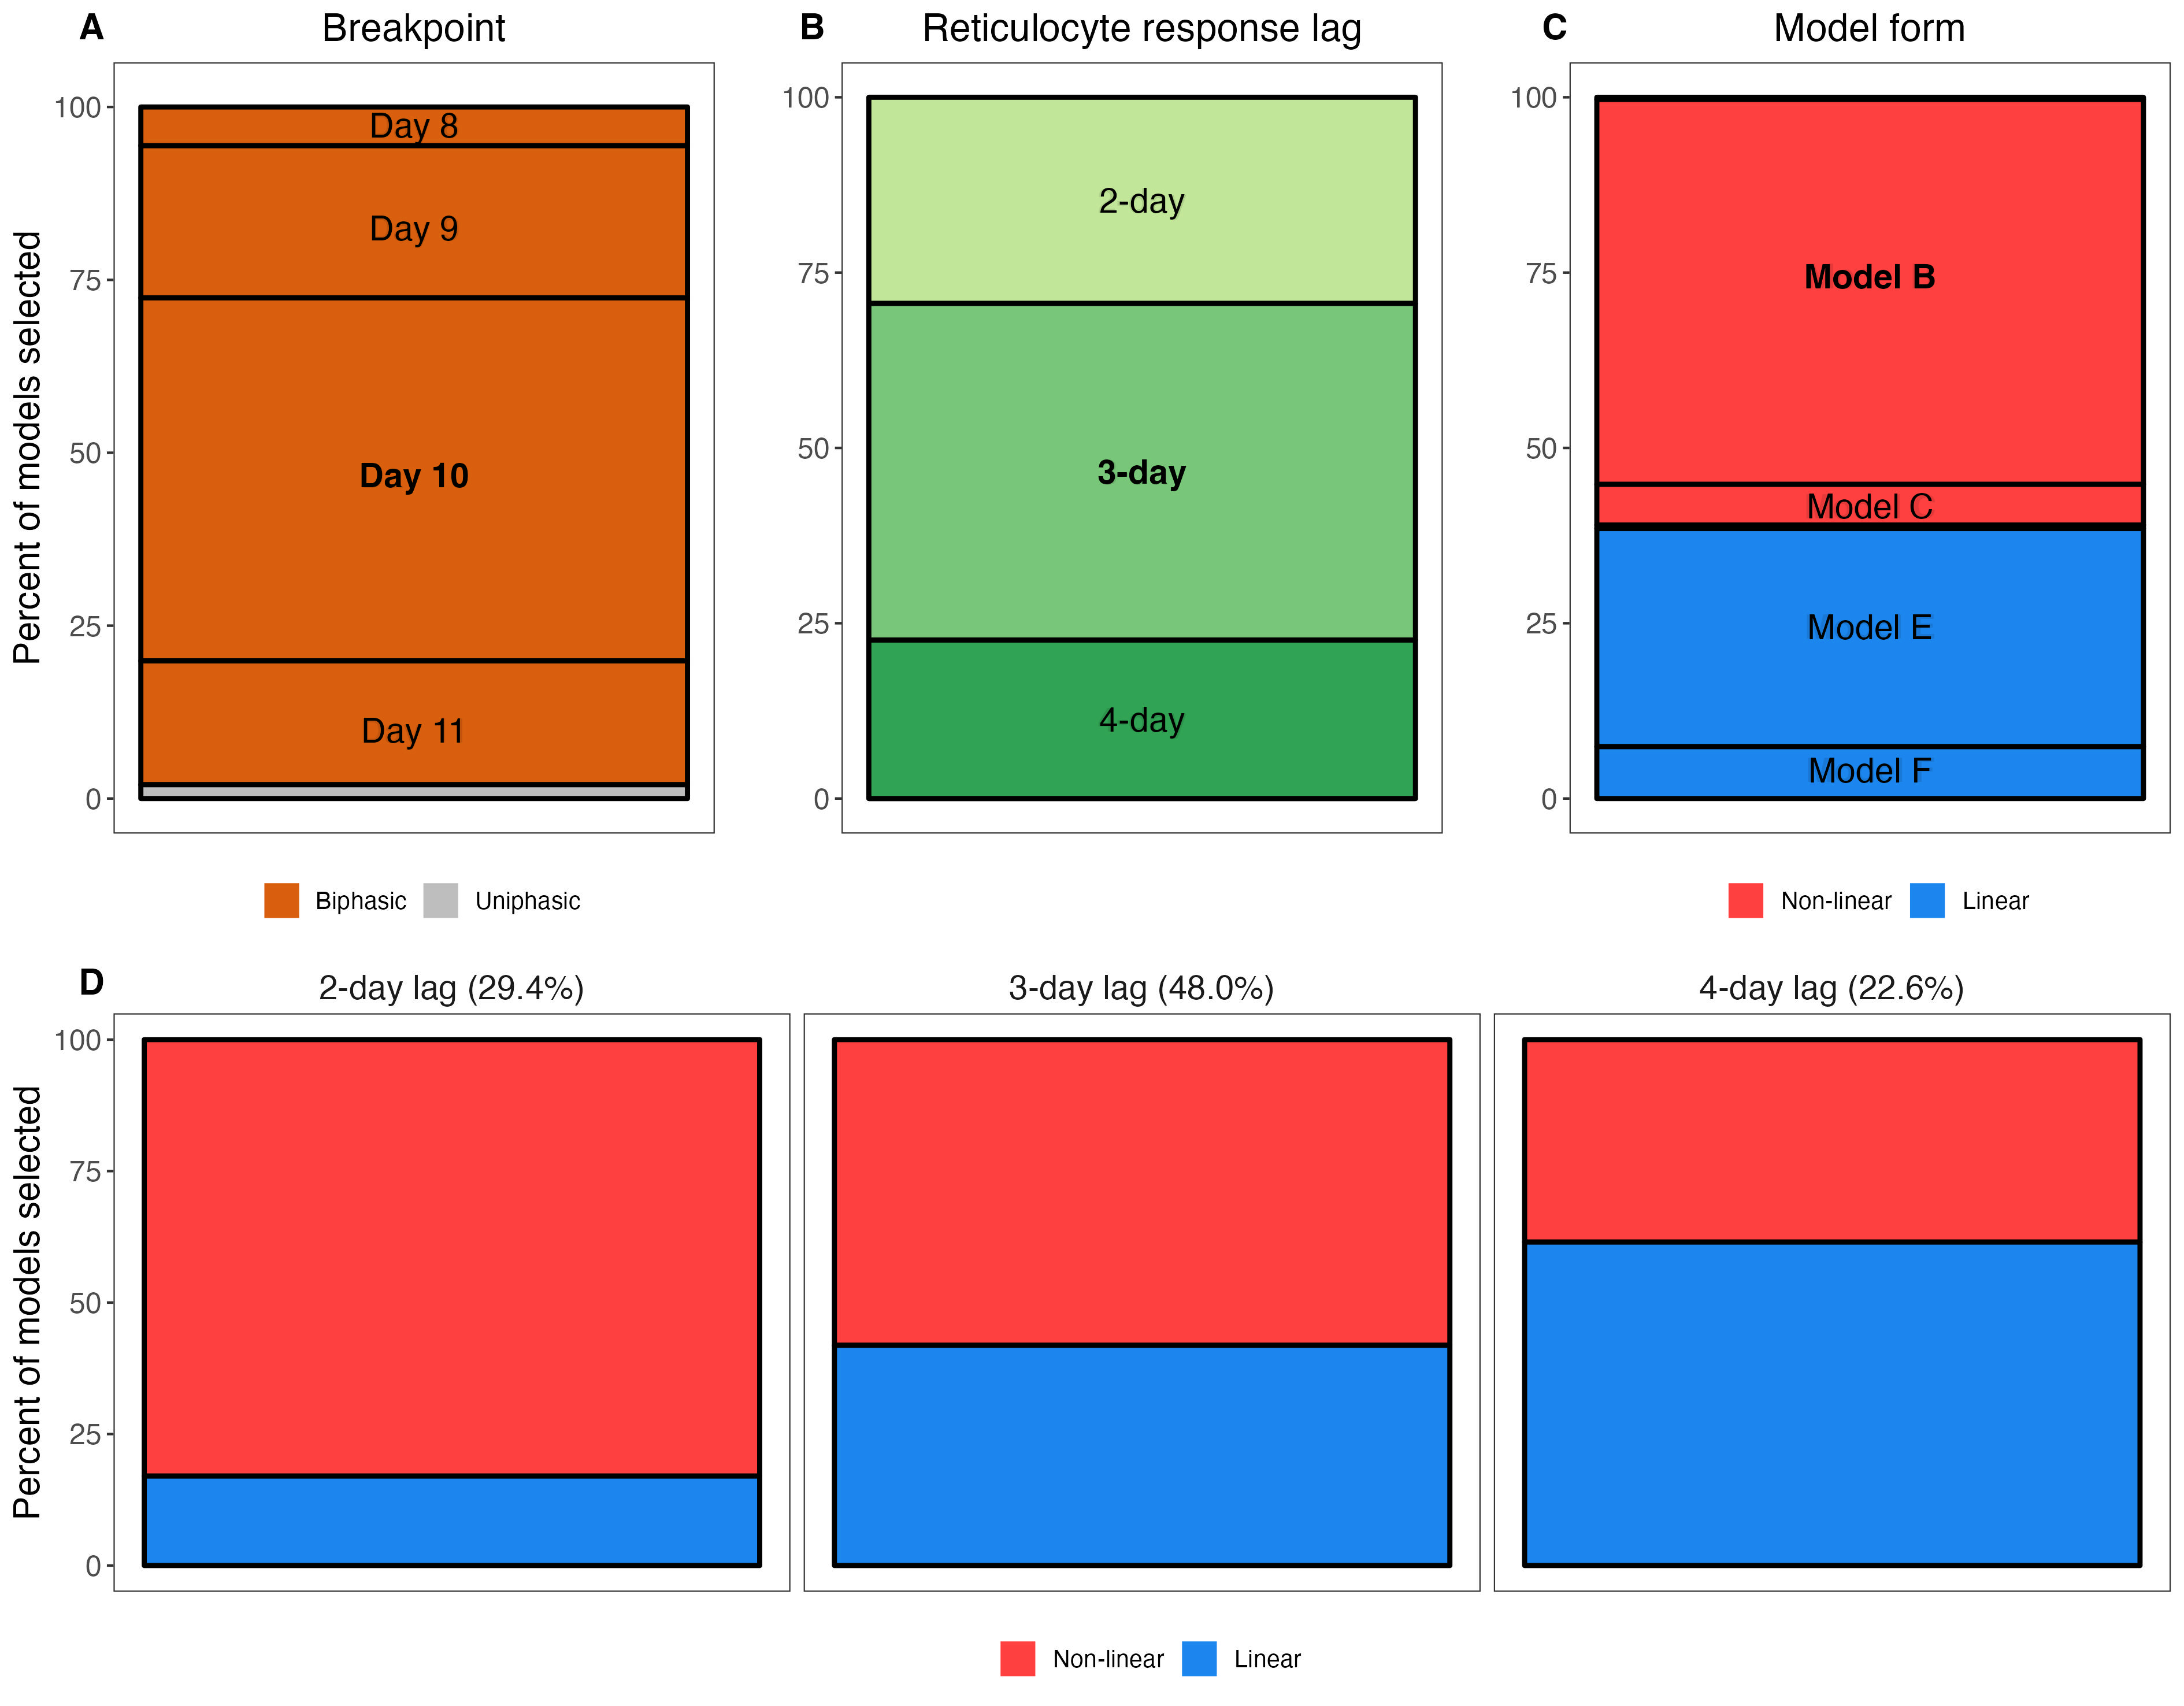 A Breakpoint
B Reticulocyte response lag
C Model form
Percent of models selected
100
75
50
25
0
Day 8
Day 9
Day 10
Day 11
Biphasic Uniphasic
100
75
50
25
0
2-day
3-day
4-day
100
75
50
25
0
Model B
Model C
Model E
Model F
Non-linear Linear
D
2-day lag (29.4%)
3-day lag (48.0%)
4-day lag (22.6%)
Percent of models selected
100
75
50
25
0
Non-linear Linear